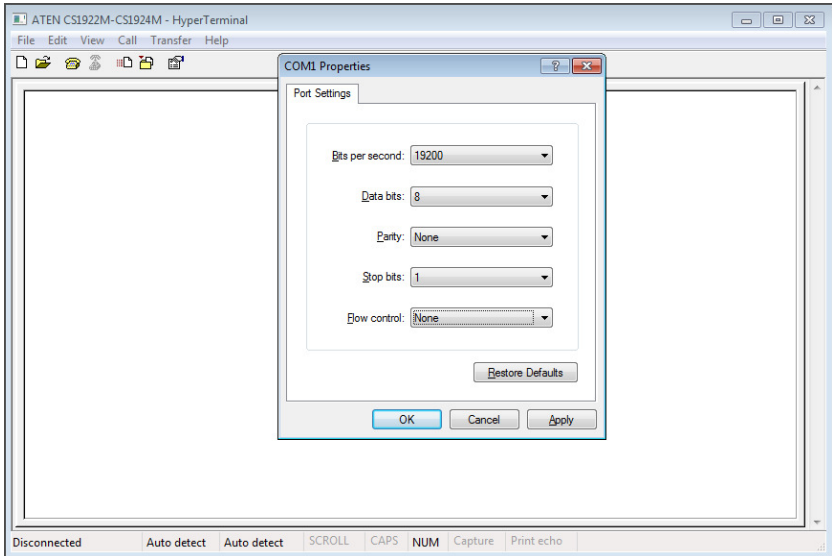 ATEN CS1922M-CS1924M - HyperTerminal
File Edit View Call Transfer Help
COM1 Properties
Port Settings
Bits per second: 19200
Data bits: 8
Parity: None
Stop bits: 1
Flow control: None
Restore Defaults
OK Cancel Apply
Disconnected Auto detect Auto detect SCROLL CAPS NUM Capture Print echo